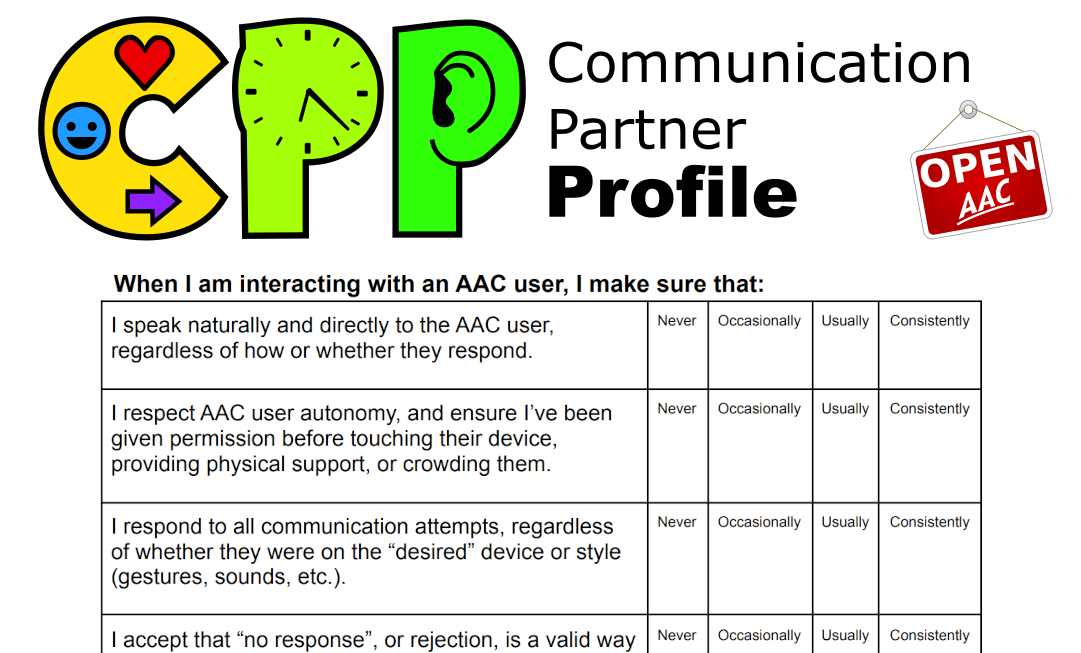 CPP
Communication
Partner
Profile
OPEN
AAC
When I am interacting with an AAC user, I make sure that:
I speak naturally and directly to the AAC user,
regardless of how or whether they respond.
Never Occasionally Usually Consistently
I respect AAC user autonomy, and ensure I’ve been
given permission before touching their device,
providing physical support, or crowding them.
Never Occasionally Usually Consistently
I respond to all communication attempts, regardless
of whether they were on the “desired” device or style
(gestures, sounds, etc.).
Never Occasionally Usually Consistently
I accept that “no response”, or rejection, is a valid way
Never Occasionally Usually Consistently